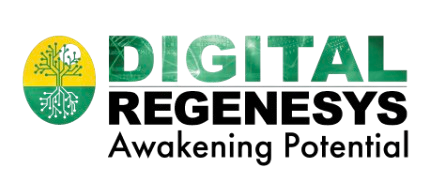 DIGITAL
REGENESYS
Awakening Potential